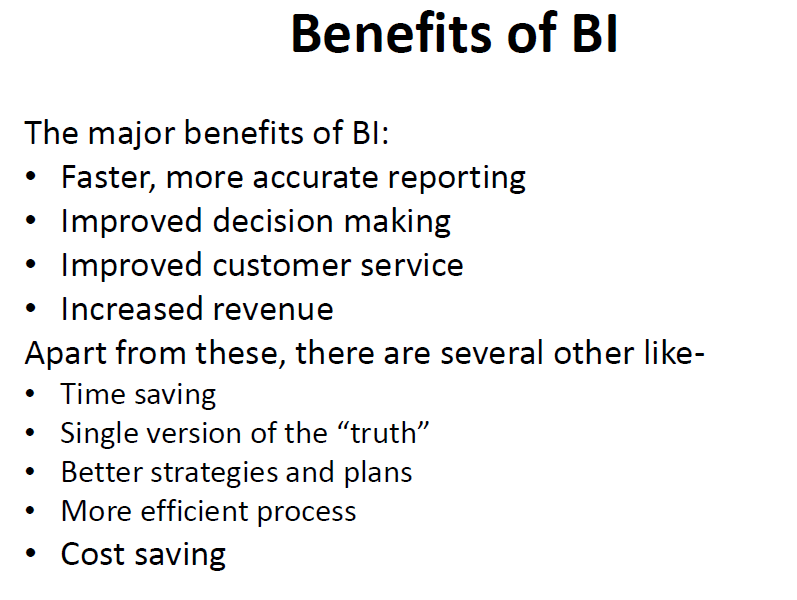 Benefits of BI
The major benefits of BI:
• Faster, more accurate reporting
• Improved decision making
• Improved customer service
• Increased revenue
Apart from these, there are several other like-
• Time saving
• Single version of the “truth”
• Better strategies and plans
• More efficient process
• Cost saving